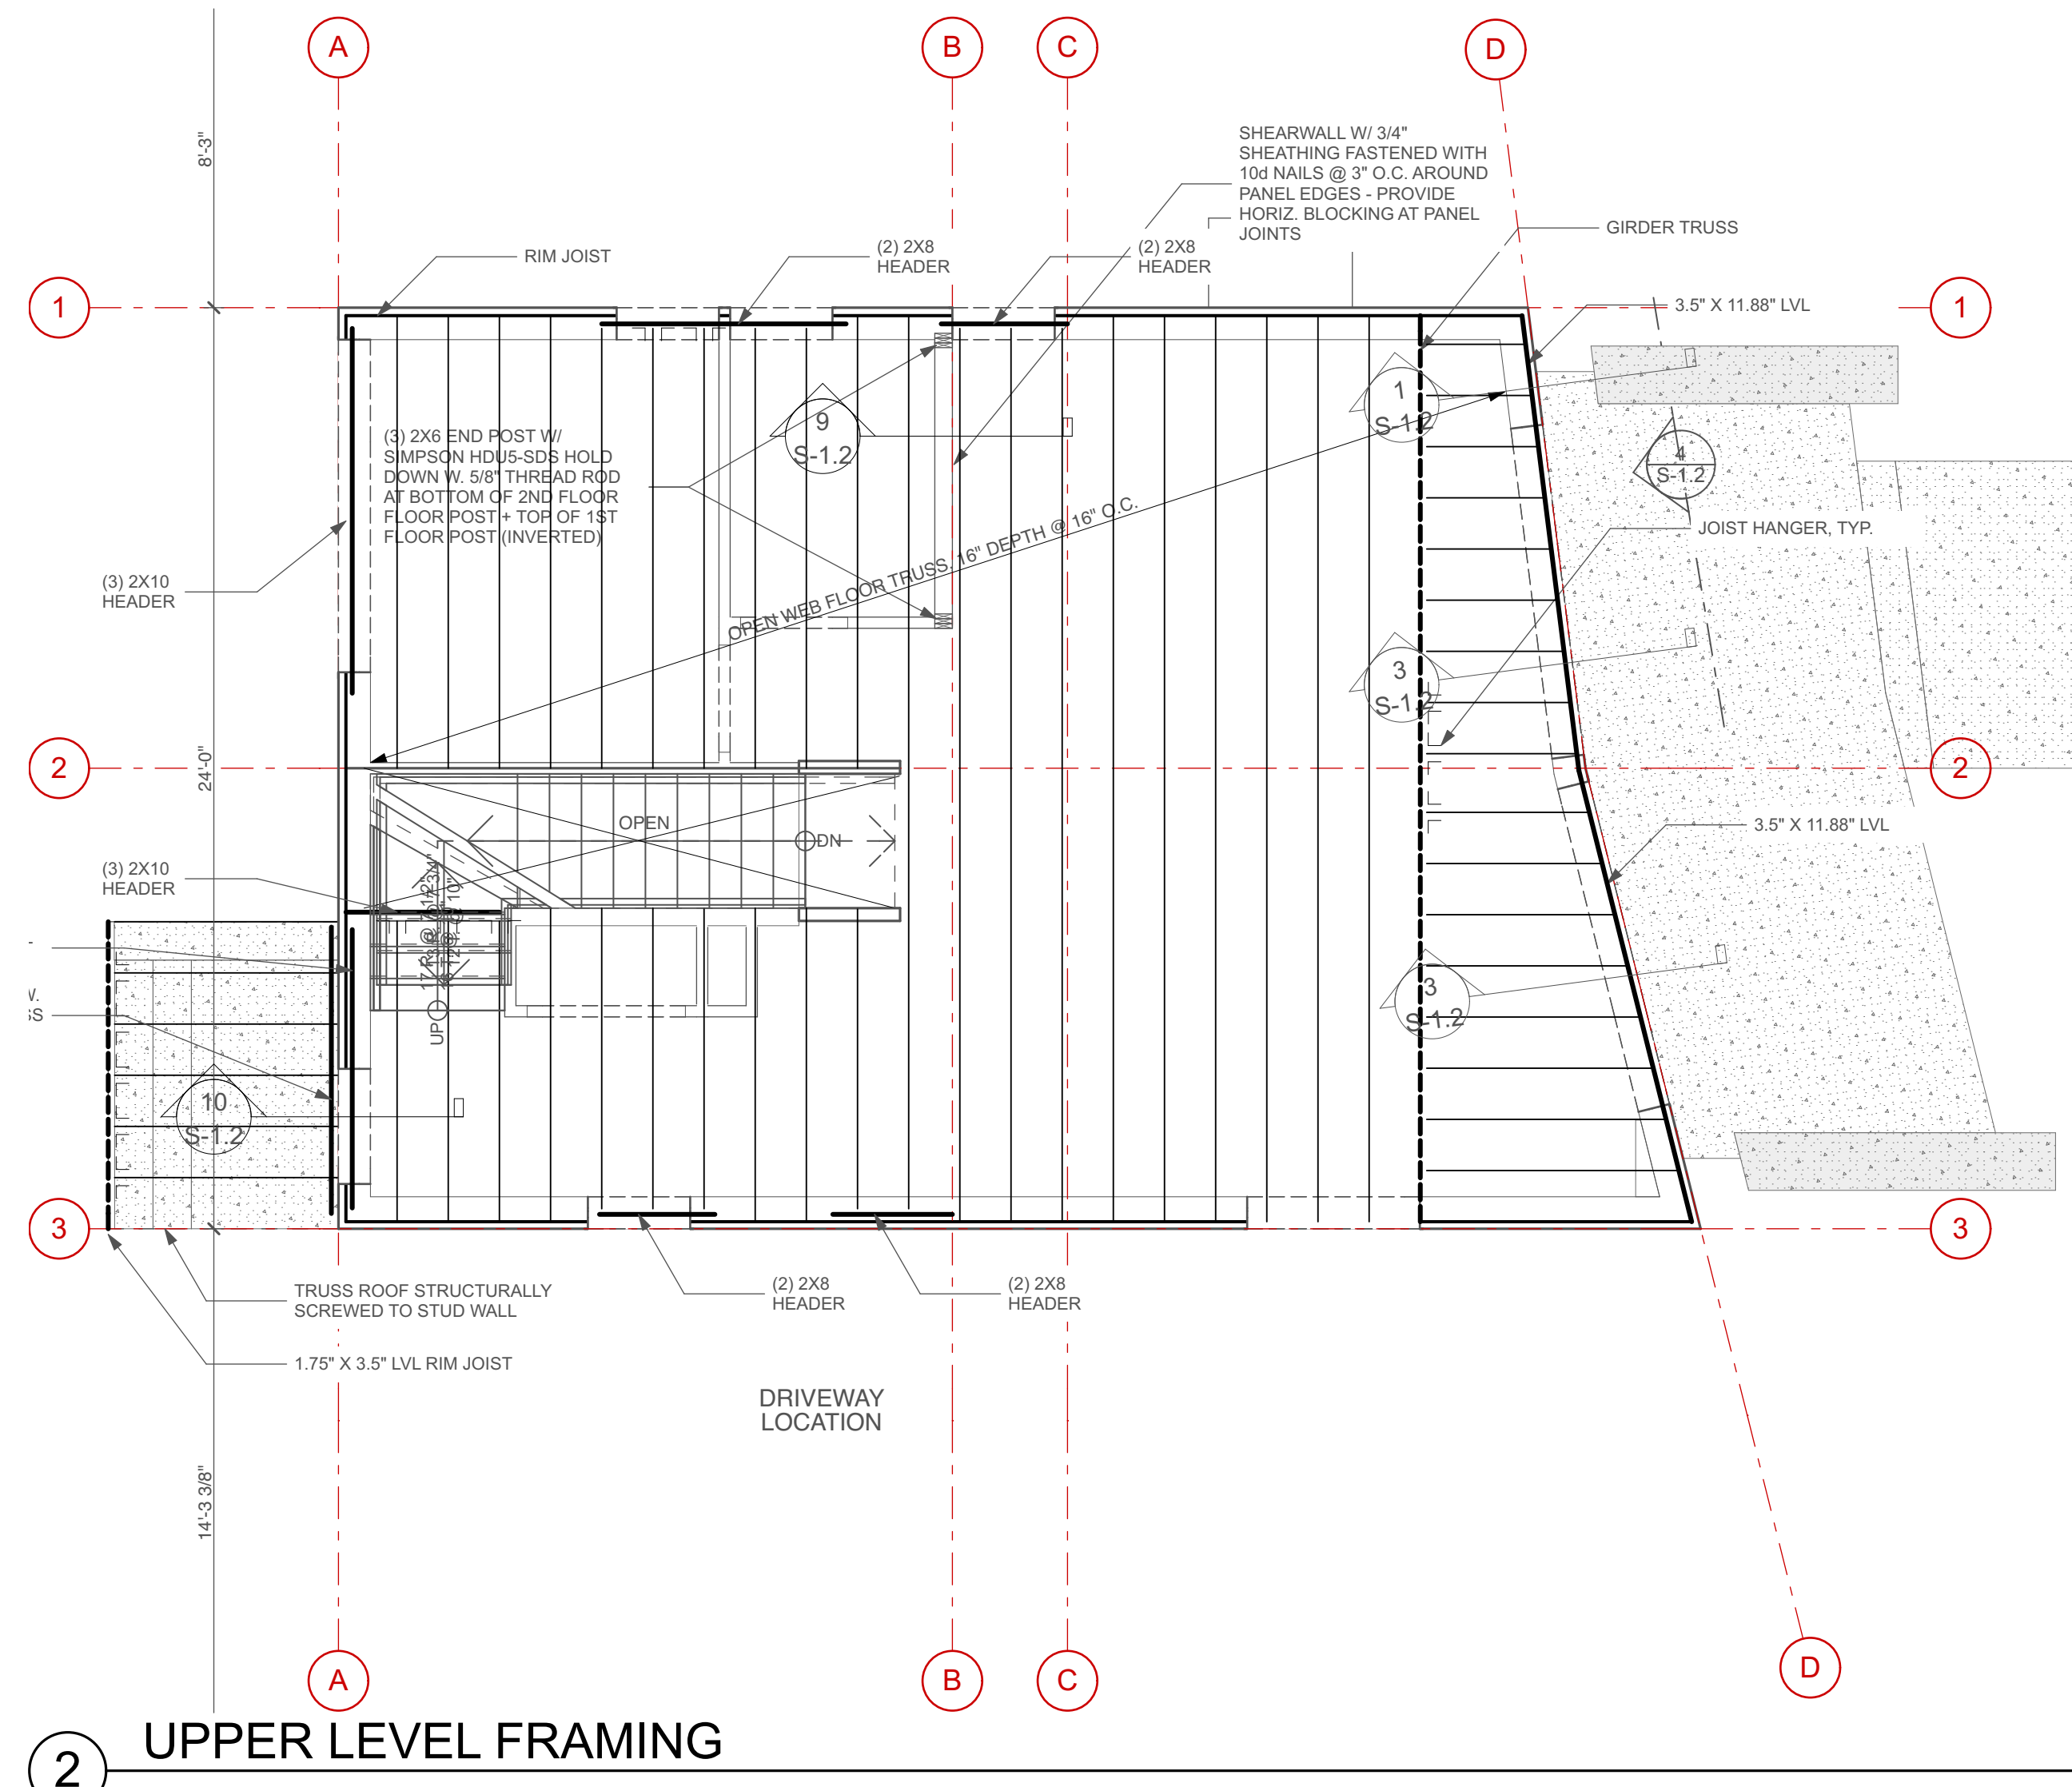 A
B
C
D
8'-3"
SHEARWALL W/ 3/4"
SHEATHING FASTENED WITH
10d NAILS @ 3" O.C. AROUND
PANEL EDGES - PROVIDE
HORIZ. BLOCKING AT PANEL
JOINTS
GIRDER TRUSS
RIM JOIST
(2) 2X8
HEADER
(2) 2X8
HEADER
1
1
3.5" X 11.88" LVL
1
S-1.2
9
S-1.2
4
S-1.2
(3) 2X6 END POST W/
SIMPSON HDU5-SDS HOLD
DOWN W. 5/8" THREAD ROD
AT BOTTOM OF 2ND FLOOR
FLOOR POST + TOP OF 1ST
FLOOR POST (INVERTED)
OPEN WEB FLOOR TRUSS. 16" DEPTH @ 16" O.C.
JOIST HANGER, TYP.
(3) 2X10
HEADER
3
S-1.2
2
24'-0"
2
OPEN
DN
3.5" X 11.88" LVL
(3) 2X10
HEADER
UP
3
S-1.2
10
S-1.2
3
3
TRUSS ROOF STRUCTURALLY
SCREWED TO STUD WALL
(2) 2X8
HEADER
(2) 2X8
HEADER
1.75" X 3.5" LVL RIM JOIST
DRIVEWAY
LOCATION
14'-3 3/8"
A
B
C
D
2
UPPER LEVEL FRAMING